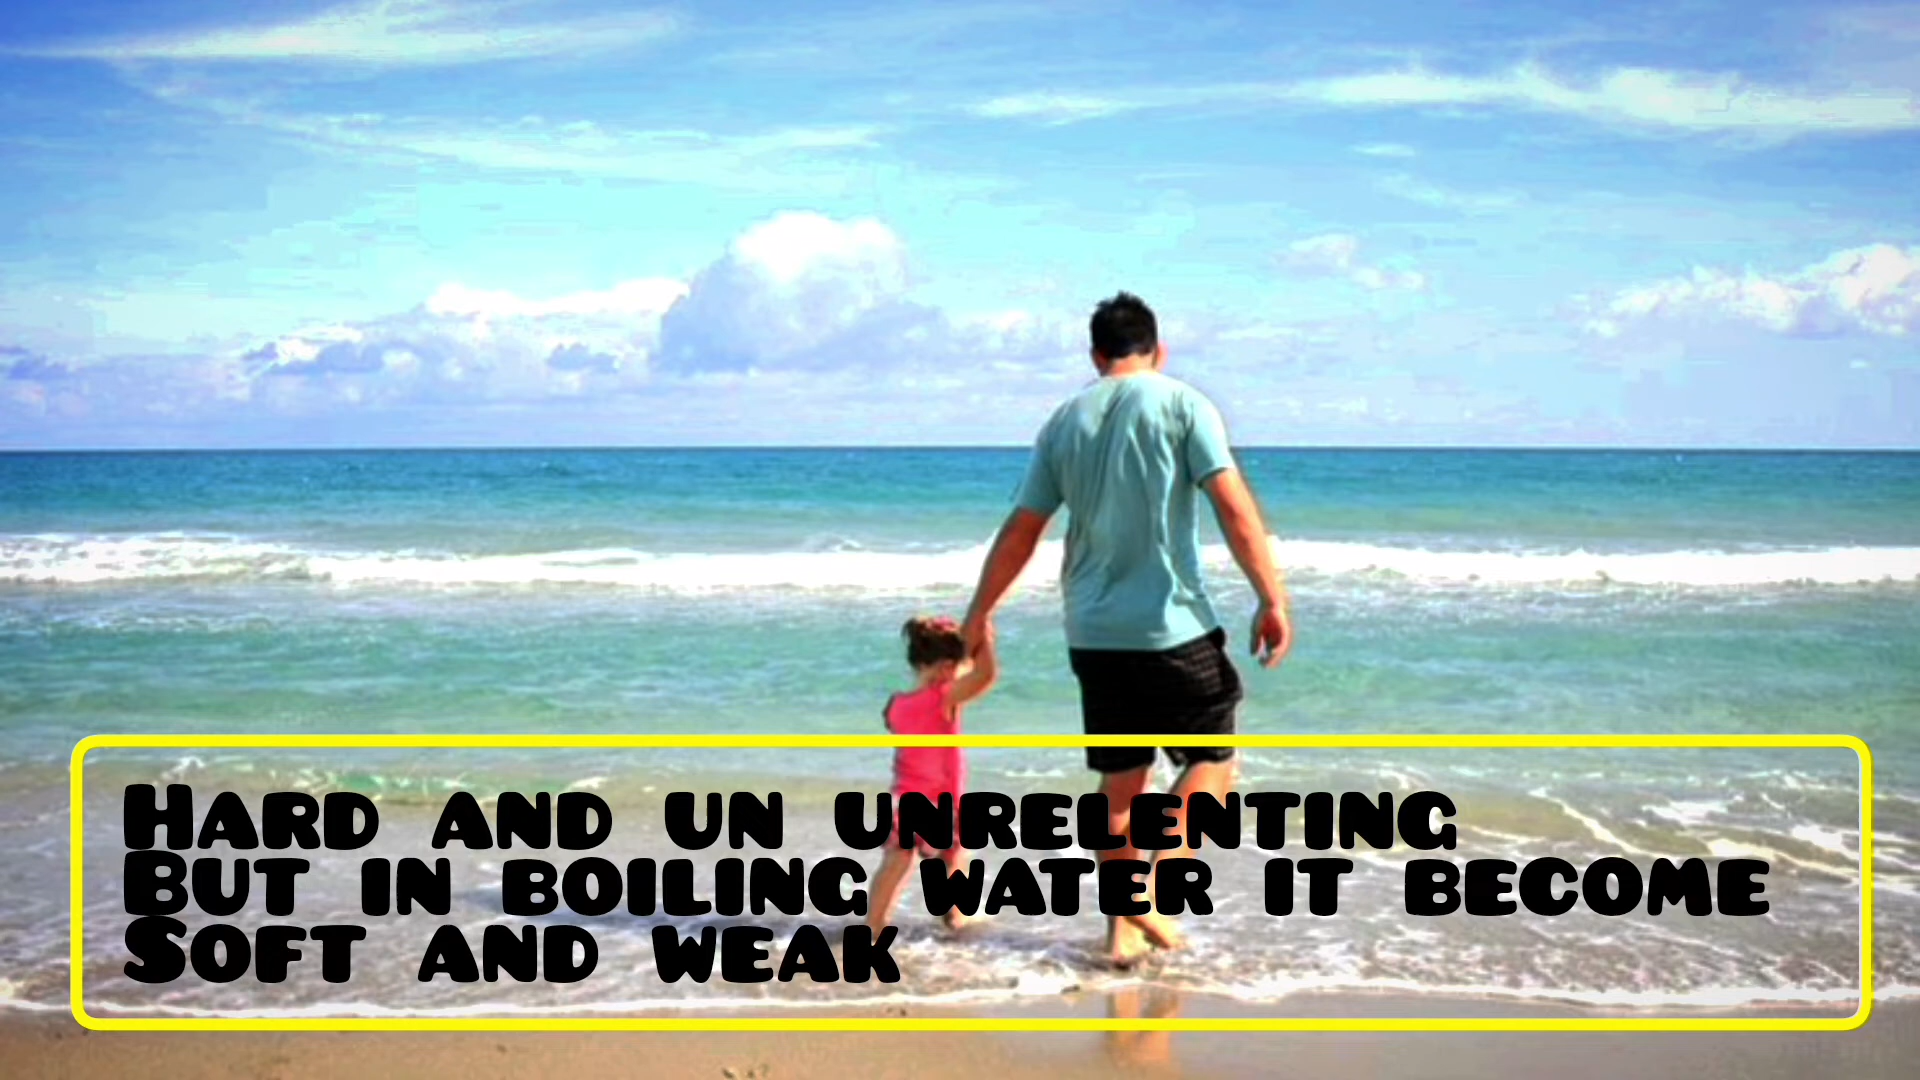 Hard and un unrelenting
But in boiling water it become
Soft and weak